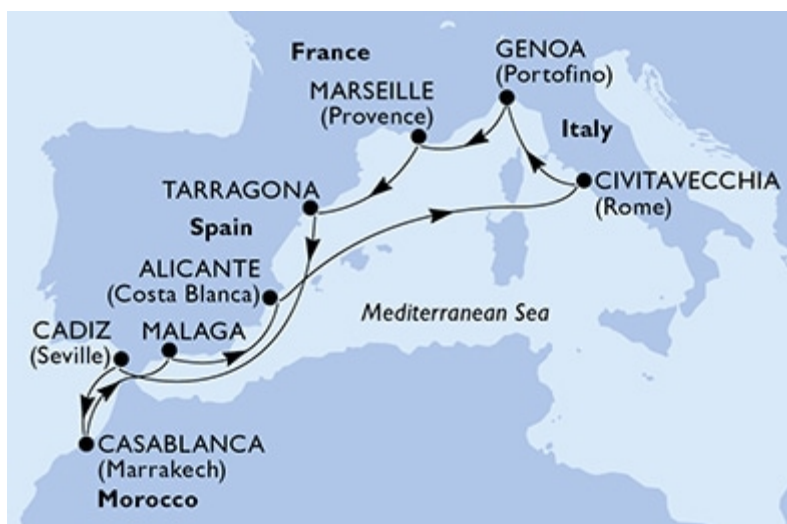 France
GENOA
(Portofino)
MARSEILLE
(Provence)
Italy
TARRAGONA
CIVITAVECCHIA
(Rome)
Spain
ALICANTE
(Costa Blanca)
Mediterranean Sea
CADIZ
(Seville)
MALAGA
CASABLANCA
(Marrakech)
Morocco